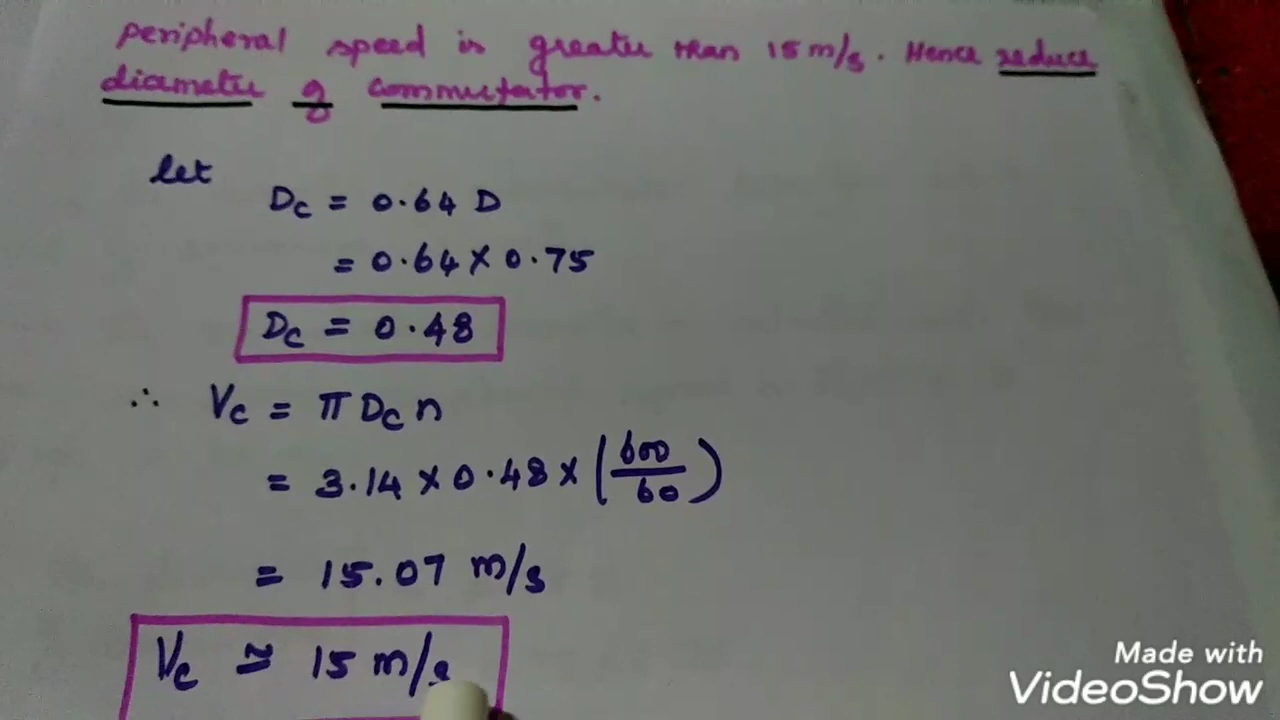 peripheral speed is greater than 15 m/s. Hence reduce
diameter of commutator.
let
Dc = 0.64 D
= 0.64 × 0.75
Dc = 0.48
∴ Vc = π Dc n
= 3.14 × 0.48 × (600/60)
= 15.07 m/s
Vc ≅ 15 m/s
Made with
VideoShow